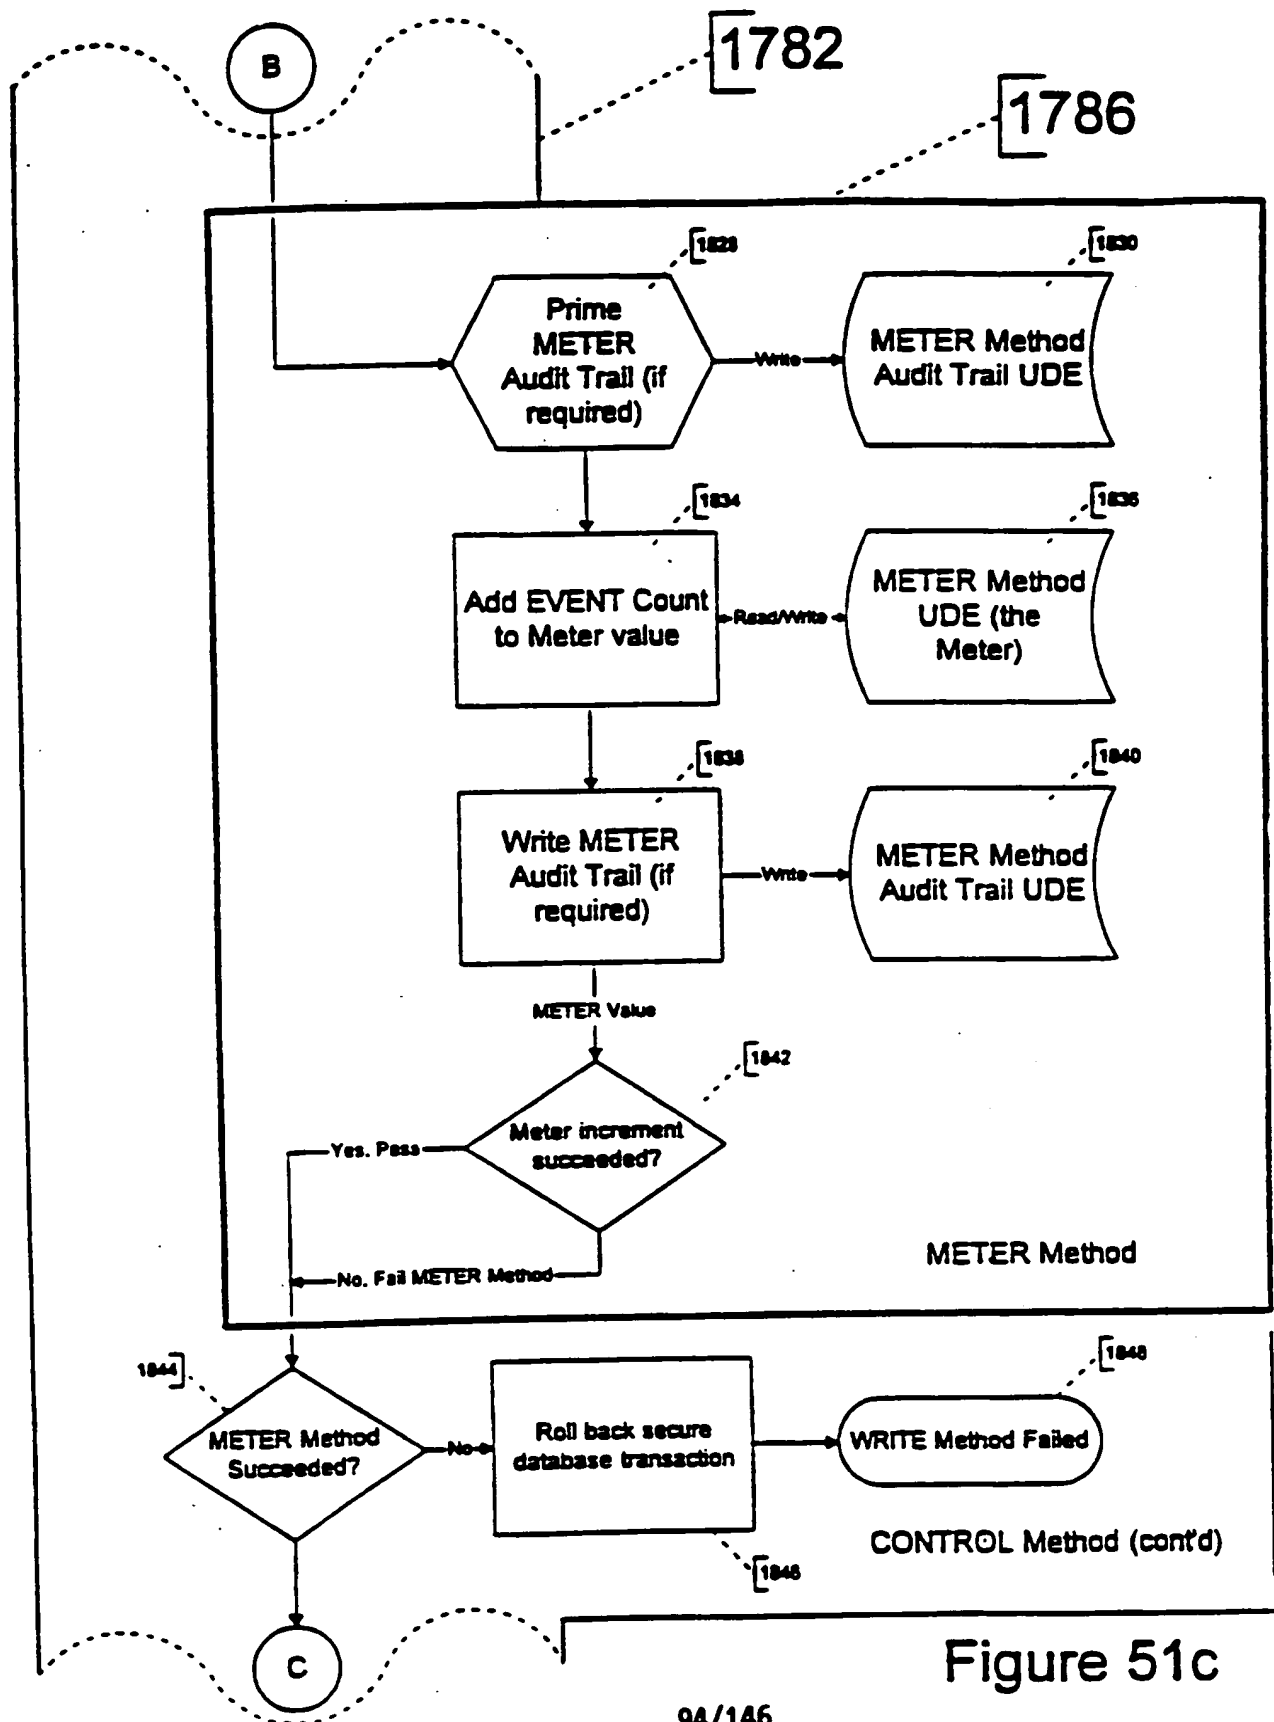 B
1782
1786
1828
Prime
METER
Audit Trail (if
required)
Write
1830
METER Method
Audit Trail UDE
1834
Add EVENT Count
to Meter value
Read/Write
1836
METER Method
UDE (the
Meter)
1838
Write METER
Audit Trail (if
required)
Write
1840
METER Method
Audit Trail UDE
METER Value
1842
Meter increment
succeeded?
Yes. Pass
No. Fail METER Method
METER Method
1844
METER Method
Succeeded?
No
Roll back secure
database transaction
1846
1848
WRITE Method Failed
CONTROL Method (cont'd)
C
Figure 51c
94/146